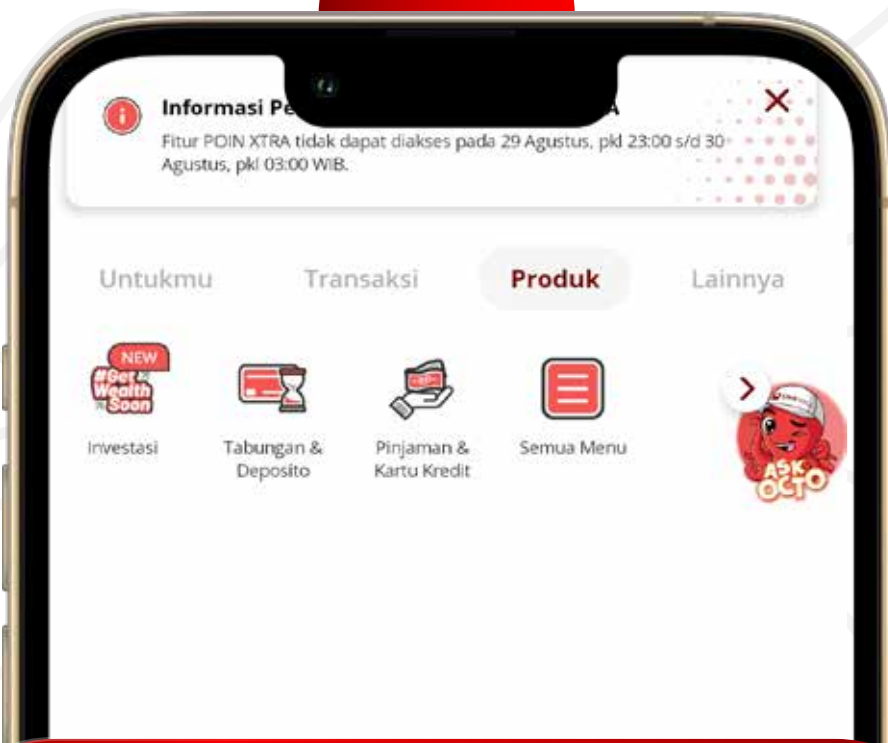 Informasi Pe
A
Fitur POIN XTRA tidak dapat diakses pada 29 Agustus, pkl 23:00 s/d 30
Agustus, pkl 03:00 WIB.
Untukmu
Transaksi
Produk
Lainnya
NEW
#Get
Wealth
Soon
Investasi
Tabungan &
Deposito
Pinjaman &
Kartu Kredit
Semua Menu
ASK
OCTO